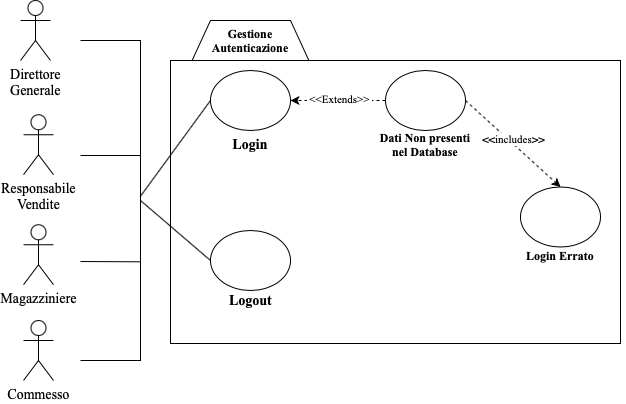 Direttore
Generale
Responsabile
Vendite
Magazziniere
Commesso
Gestione
Autenticazione
Login
<<Extends>>
Dati Non presenti
nel Database
<<includes>>
Login Errato
Logout